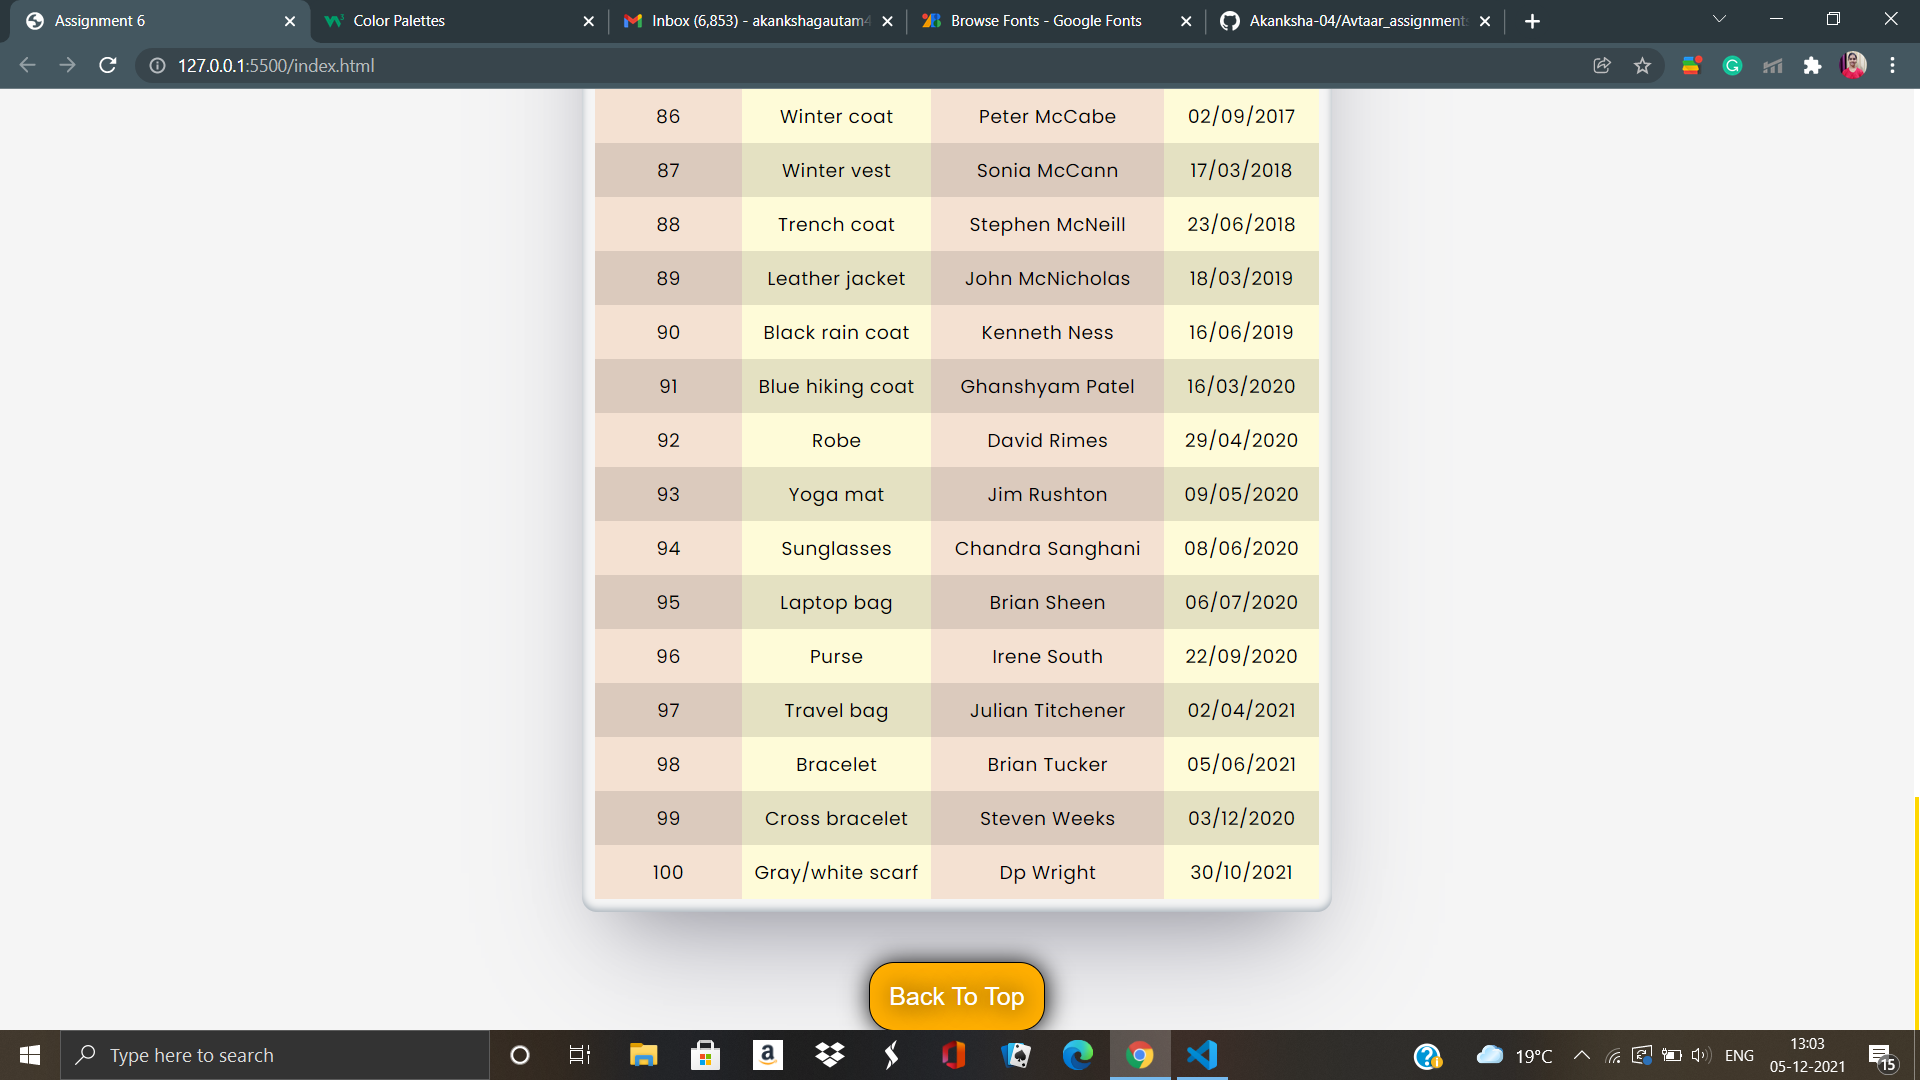 Assignment 6
Color Palettes
Inbox (6,853) - akankshagautam4
Browse Fonts - Google Fonts
Akanksha-04/Avtaar_assignment
127.0.0.1:5500/index.html
86 Winter coat Peter McCabe 02/09/2017
87 Winter vest Sonia McCann 17/03/2018
88 Trench coat Stephen McNeill 23/06/2018
89 Leather jacket John McNicholas 18/03/2019
90 Black rain coat Kenneth Ness 16/06/2019
91 Blue hiking coat Ghanshyam Patel 16/03/2020
92 Robe David Rimes 29/04/2020
93 Yoga mat Jim Rushton 09/05/2020
94 Sunglasses Chandra Sanghani 08/06/2020
95 Laptop bag Brian Sheen 06/07/2020
96 Purse Irene South 22/09/2020
97 Travel bag Julian Titchener 02/04/2021
98 Bracelet Brian Tucker 05/06/2021
99 Cross bracelet Steven Weeks 03/12/2020
100 Gray/white scarf Dp Wright 30/10/2021
Back To Top
Type here to search
19°C
ENG
13:03
05-12-2021
15